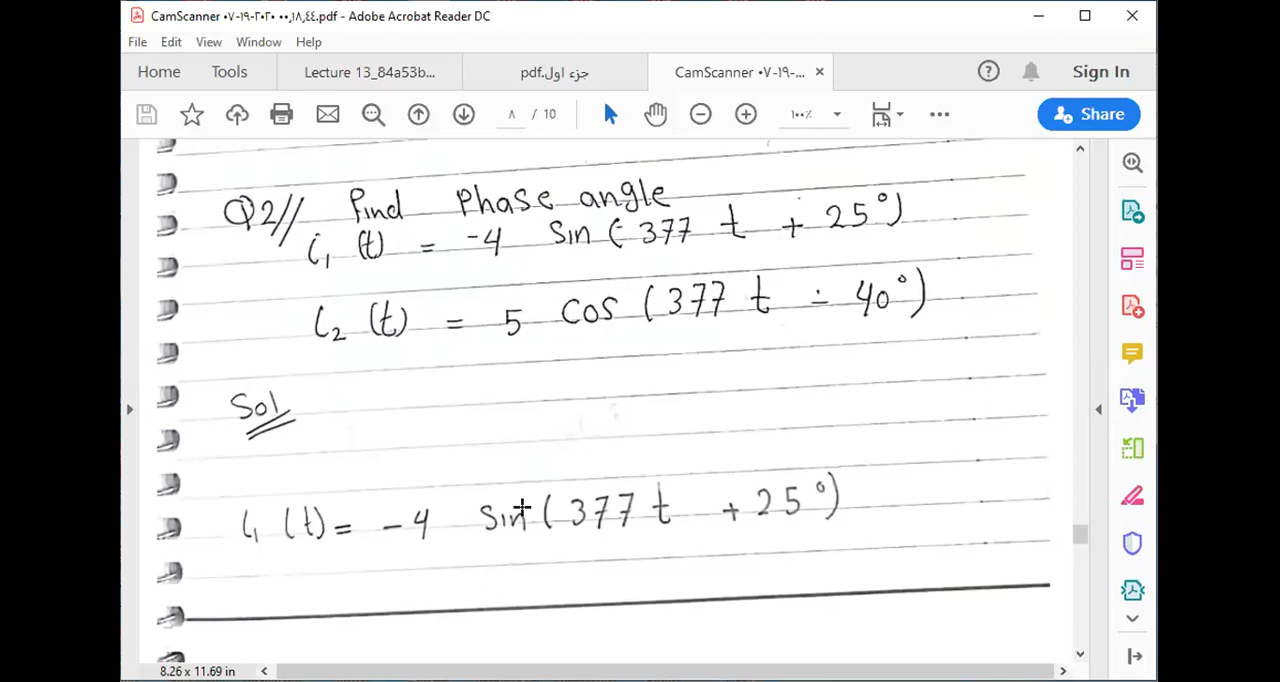 CamScanner ٠٧-١٩-٢٠٢٠ ١٨,٤٤,٠٠.pdf - Adobe Acrobat Reader DC
File Edit View Window Help
Home Tools Lecture 13_84a53b... جزء اول.pdf CamScanner ٠٧-١٩-... × Sign In
٨ / 10 ١٠٠٪ Share
Q2// find phase angle
i₁ (t) = -4 Sin (377 t + 25°)
i₂ (t) = 5 cos (377 t - 40°)
Sol
i₁ (t) = -4 Sin (377 t + 25°)
8.26 x 11.69 in